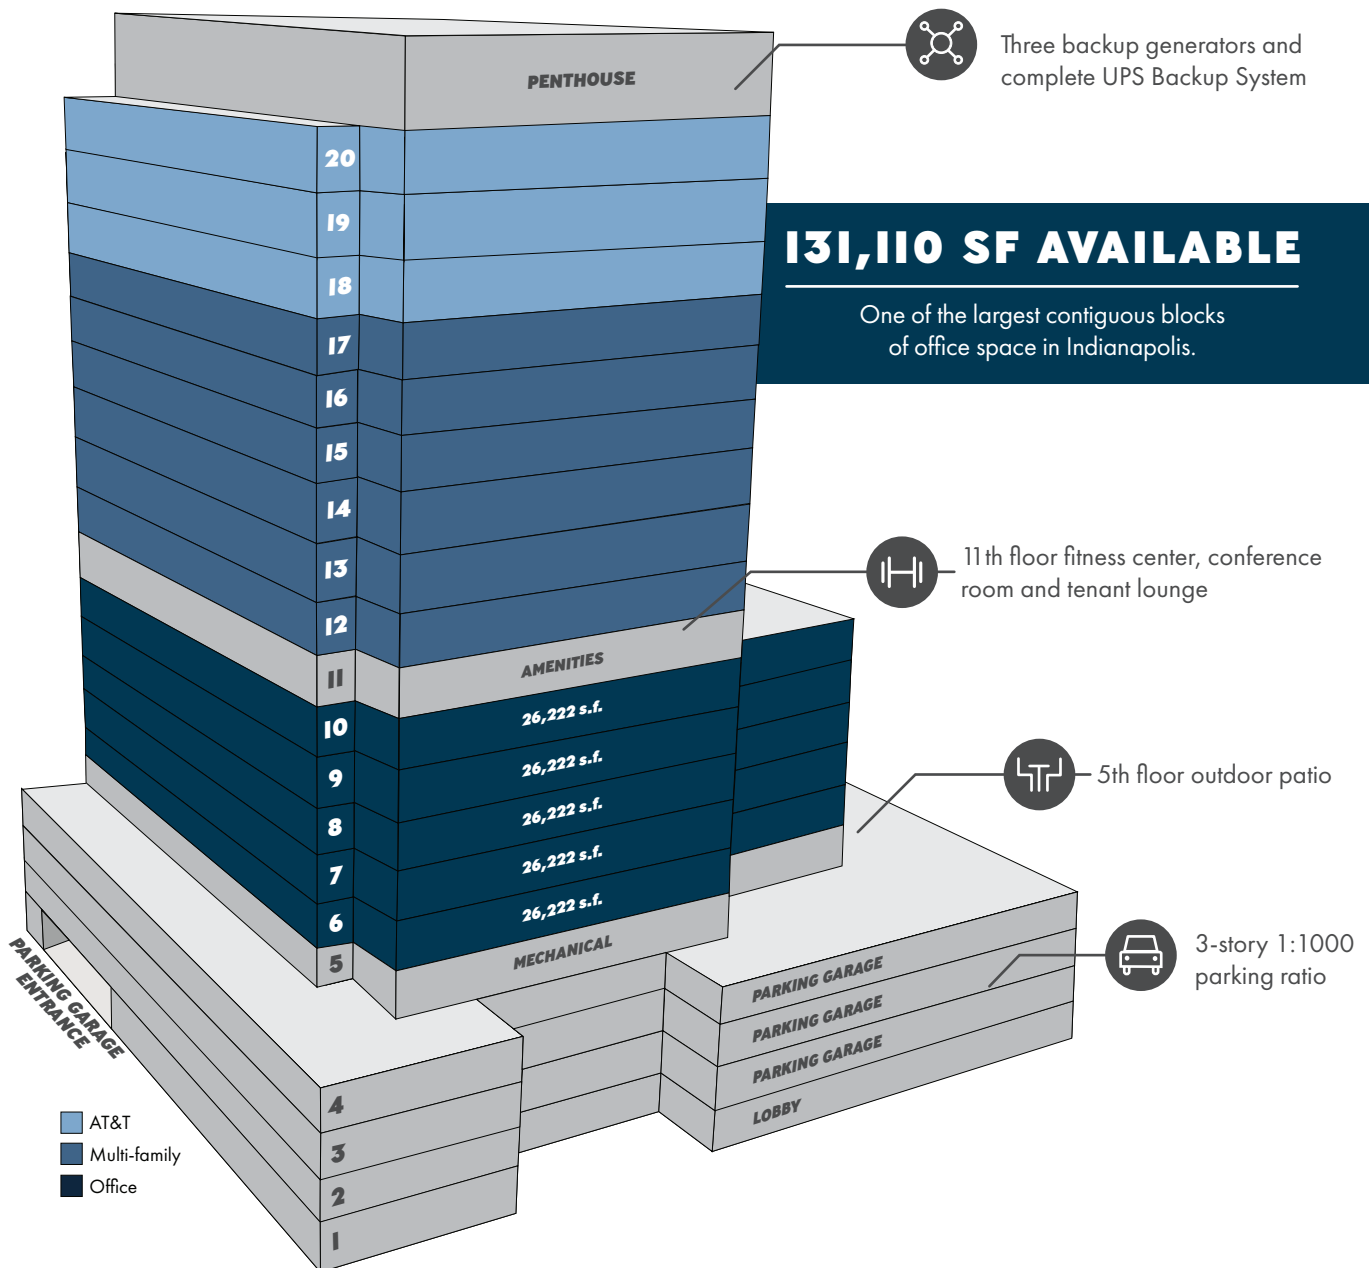 PENTHOUSE
Three backup generators and
complete UPS Backup System
20
19
18
131,110 SF AVAILABLE
One of the largest contiguous blocks
of office space in Indianapolis.
17
16
15
14
13
12
11
AMENITIES
11th floor fitness center, conference
room and tenant lounge
10
26,222 s.f.
9
26,222 s.f.
8
26,222 s.f.
7
26,222 s.f.
6
26,222 s.f.
5
MECHANICAL
5th floor outdoor patio
3-story 1:1000
parking ratio
PARKING GARAGE
PARKING GARAGE
PARKING GARAGE
LOBBY
PARKING GARAGE
ENTRANCE
4
3
2
1
AT&T
Multi-family
Office